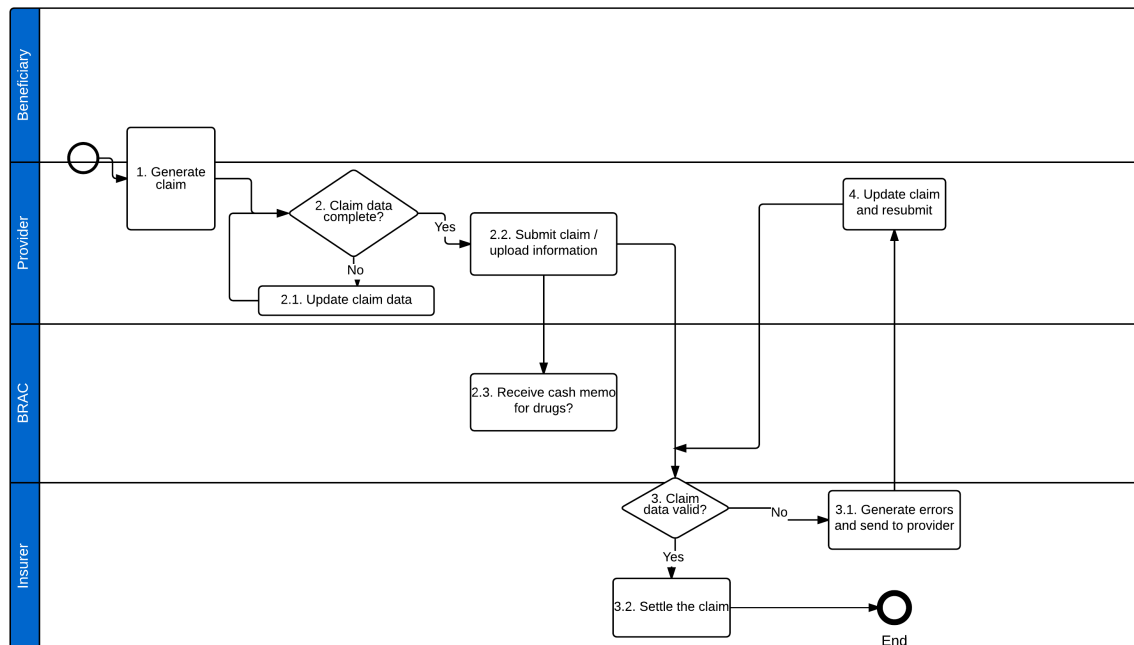 Beneficiary
1. Generate
claim
Provider
2. Claim data
complete?
Yes
No
2.1. Update claim data
2.2. Submit claim /
upload information
4. Update claim
and resubmit
BRAC
2.3. Receive cash memo
for drugs?
Insurer
3. Claim
data valid?
No
3.1. Generate errors
and send to provider
Yes
3.2. Settle the claim
End